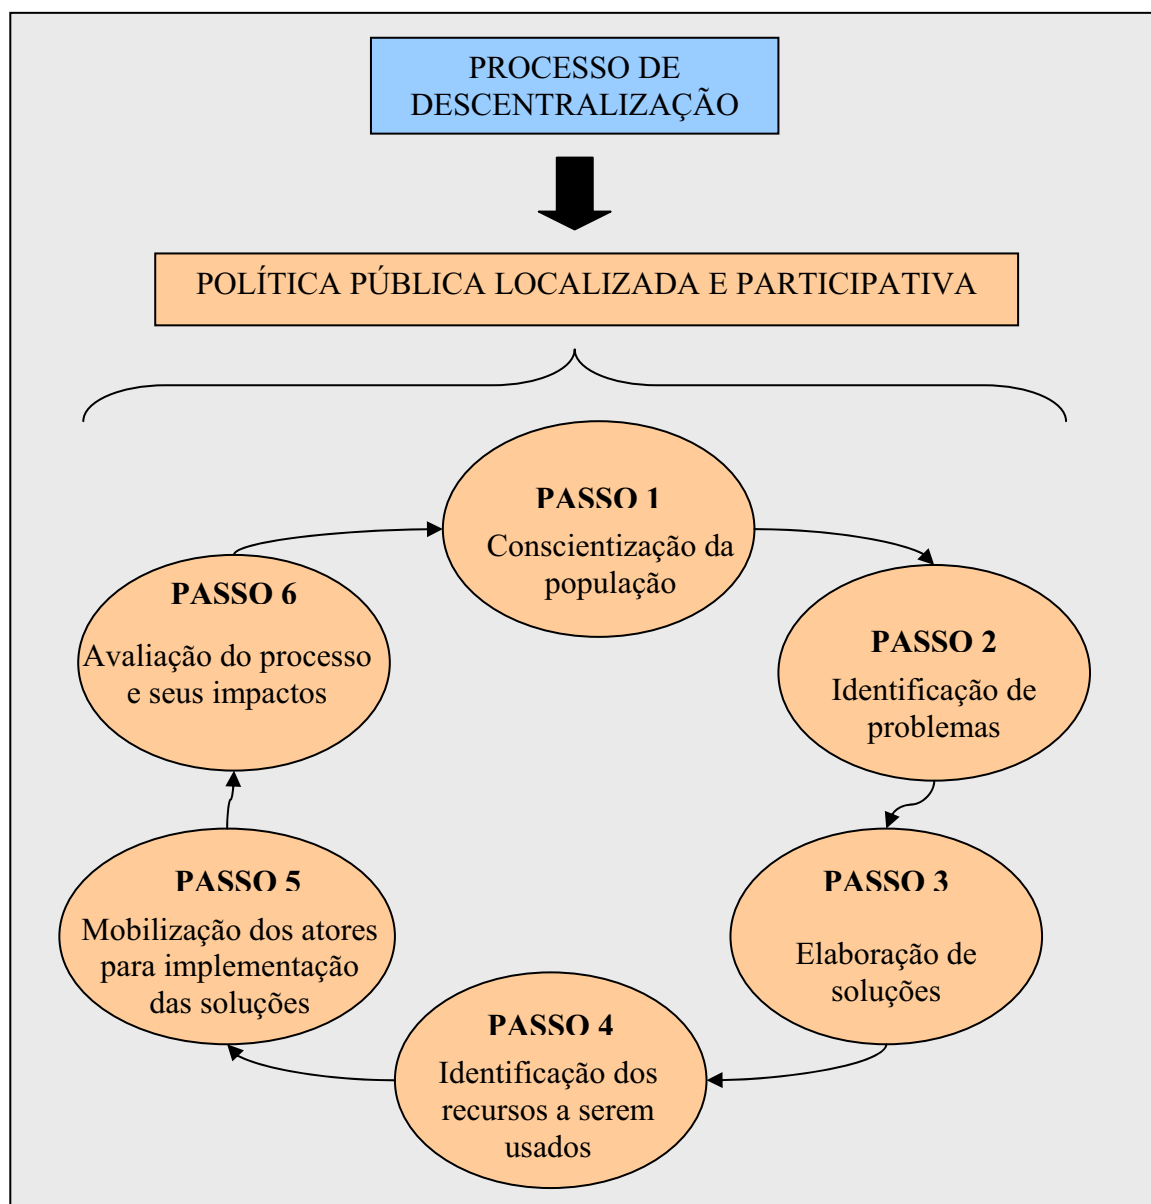 PROCESSO DE
DESCENTRALIZAÇÃO
POLÍTICA PÚBLICA LOCALIZADA E PARTICIPATIVA
PASSO 1
Conscientização da
população
PASSO 2
Identificação de
problemas
PASSO 3
Elaboração de
soluções
PASSO 4
Identificação dos
recursos a serem
usados
PASSO 5
Mobilização dos atores
para implementação
das soluções
PASSO 6
Avaliação do processo
e seus impactos